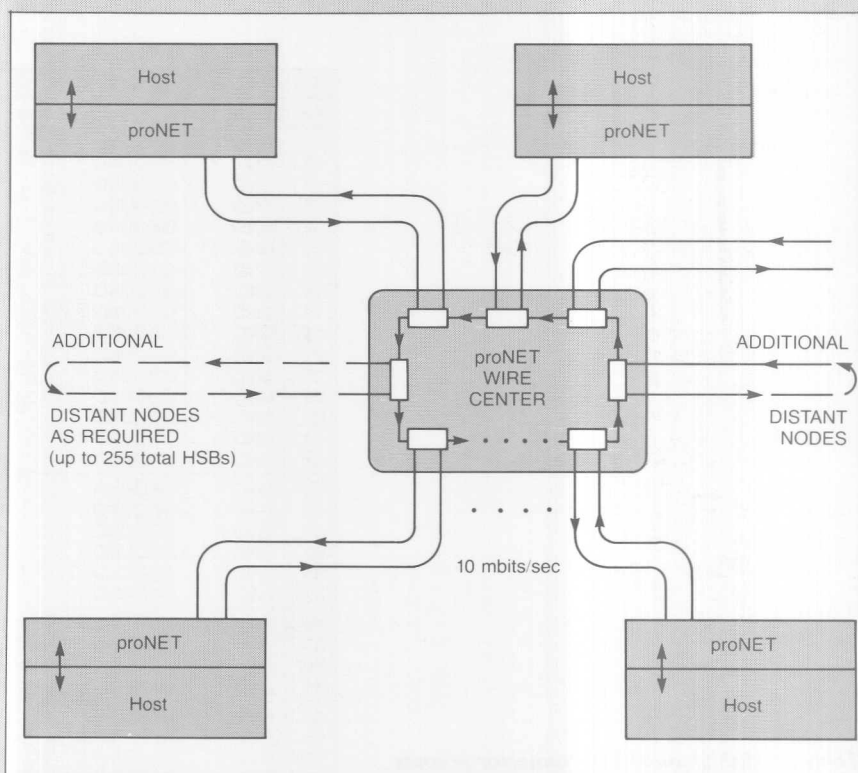 Host
proNET
Host
proNET
ADDITIONAL
DISTANT NODES
AS REQUIRED
(up to 255 total HSBs)
proNET
WIRE
CENTER
ADDITIONAL
DISTANT
NODES
10 mbits/sec
proNET
Host
proNET
Host